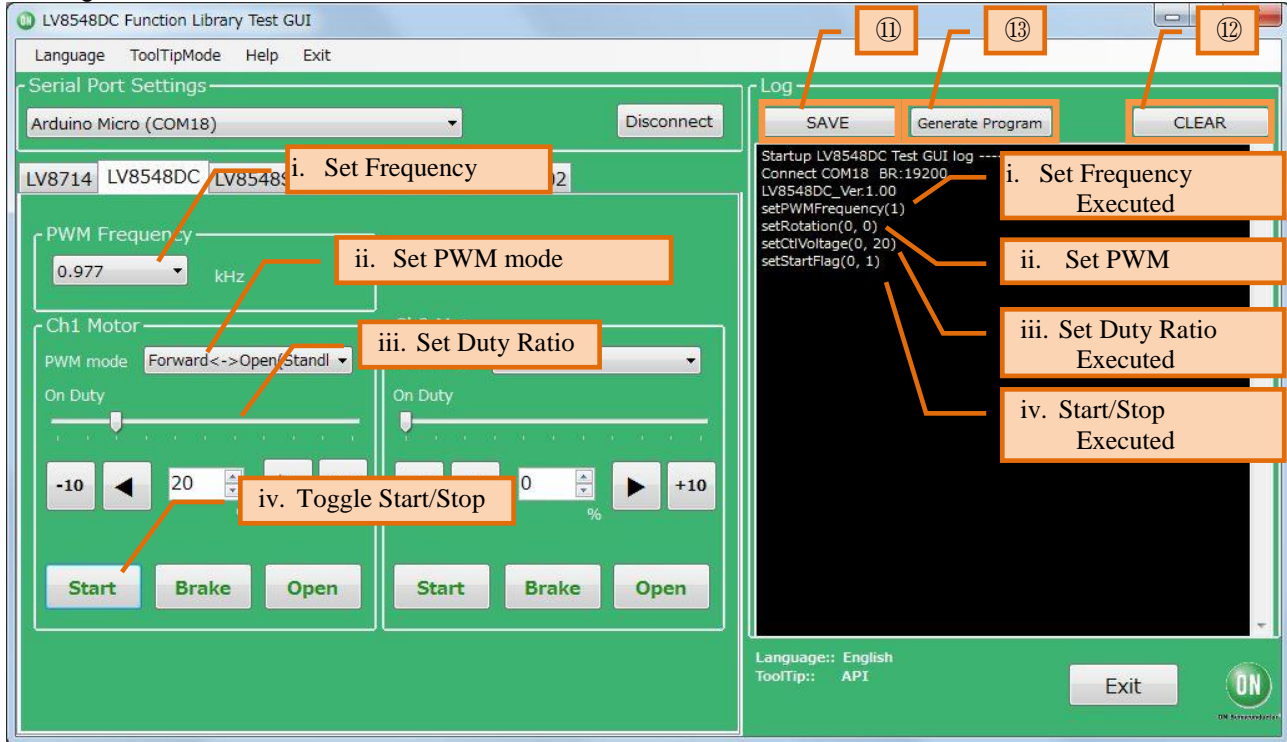 LV8548DC Function Library Test GUI
⑪
⑬
⑫
Language ToolTipMode Help Exit
Serial Port Settings
Arduino Micro (COM18)
Disconnect
Log
SAVE
Generate Program
CLEAR
LV8714
LV8548DC
i. Set Frequency
Startup LV8548DC Test GUI log
Connect COM18 BR:19200
LV8548DC_Ver.1.00
setPWMFrequency(1)
setRotation(0, 0)
setCtlVoltage(0, 20)
setStartFlag(0, 1)
i. Set Frequency
Executed
ii. Set PWM
iii. Set Duty Ratio
Executed
iv. Start/Stop
Executed
PWM Frequency
0.977
kHz
ii. Set PWM mode
Ch1 Motor
PWM mode
Forward<->Open(Standl
iii. Set Duty Ratio
On Duty
On Duty
-10
◀
20
iv. Toggle Start/Stop
0
▶
+10
%
Start
Brake
Open
Start
Brake
Open
Language:: English
ToolTip:: API
Exit
ON
ON Semiconductor